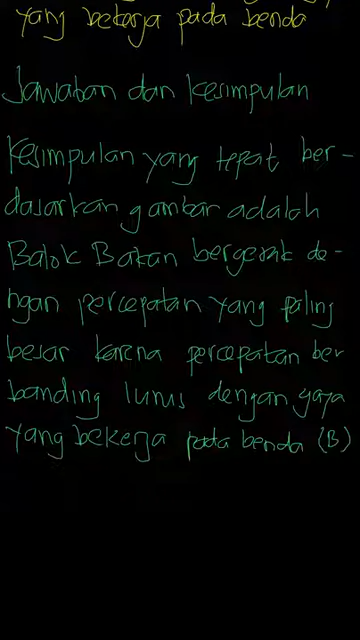 yang bekerja pada benda
Jawaban dan kesimpulan
Kesimpulan yang tepat ber-
dasarkan gambar adalah
Balok Bakan bergerak de-
ngan percepatan yang paling
besar karena percepatan ber
banding lurus dengan gaya
yang bekerja pada benda (B)